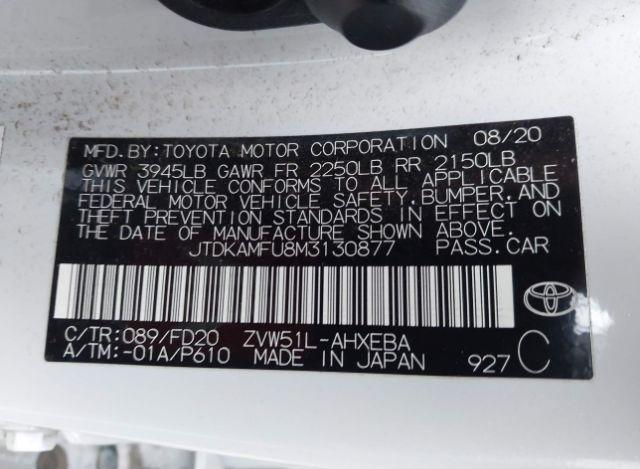 MFD.BY:TOYOTA MOTOR CORPORATION 08/20
GVWR 3945LB GAWR FR 2250LB RR 2150LB
THIS VEHICLE CONFORMS TO ALL APPLICABLE
FEDERAL MOTOR VEHICLE SAFETY,BUMPER,AND
THEFT PREVENTION STANDARDS IN EFFECT ON
THE DATE OF MANUFACTURE SHOWN ABOVE.
JTDKAMFU8M3130877 PASS.CAR
C/TR:089/FD20 ZVW51L-AHXEBA
A/TM:-01A/P610 MADE IN JAPAN 927 C